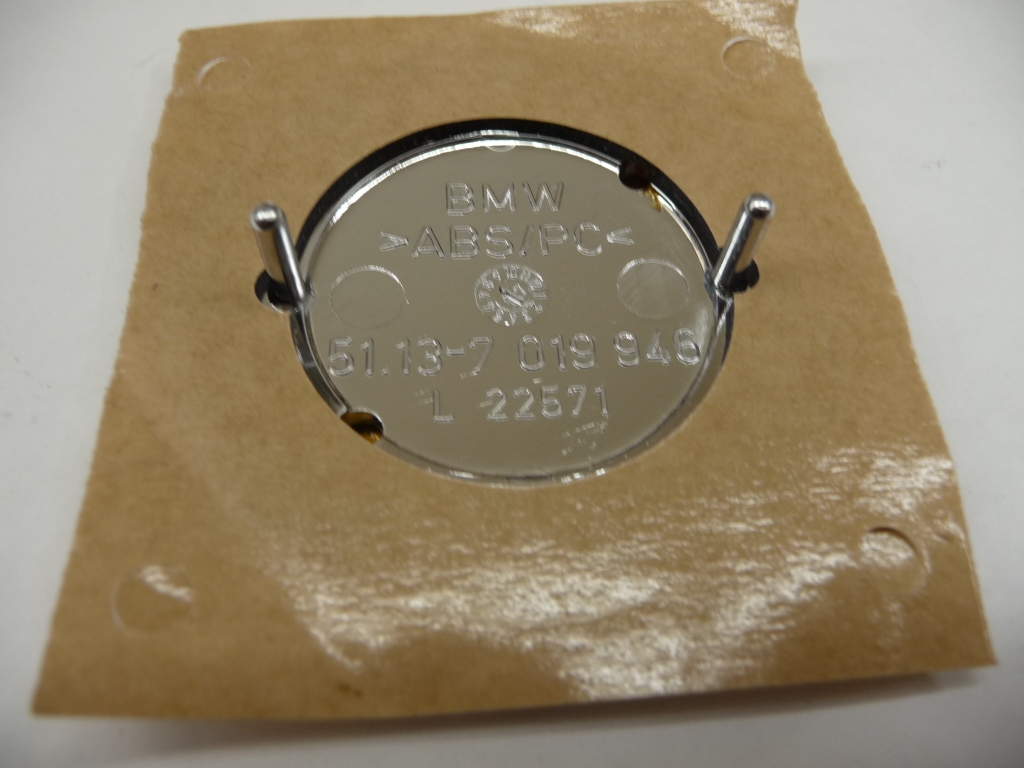 BMW
>ABS/PC<
51.13-7 019 946
L 22571